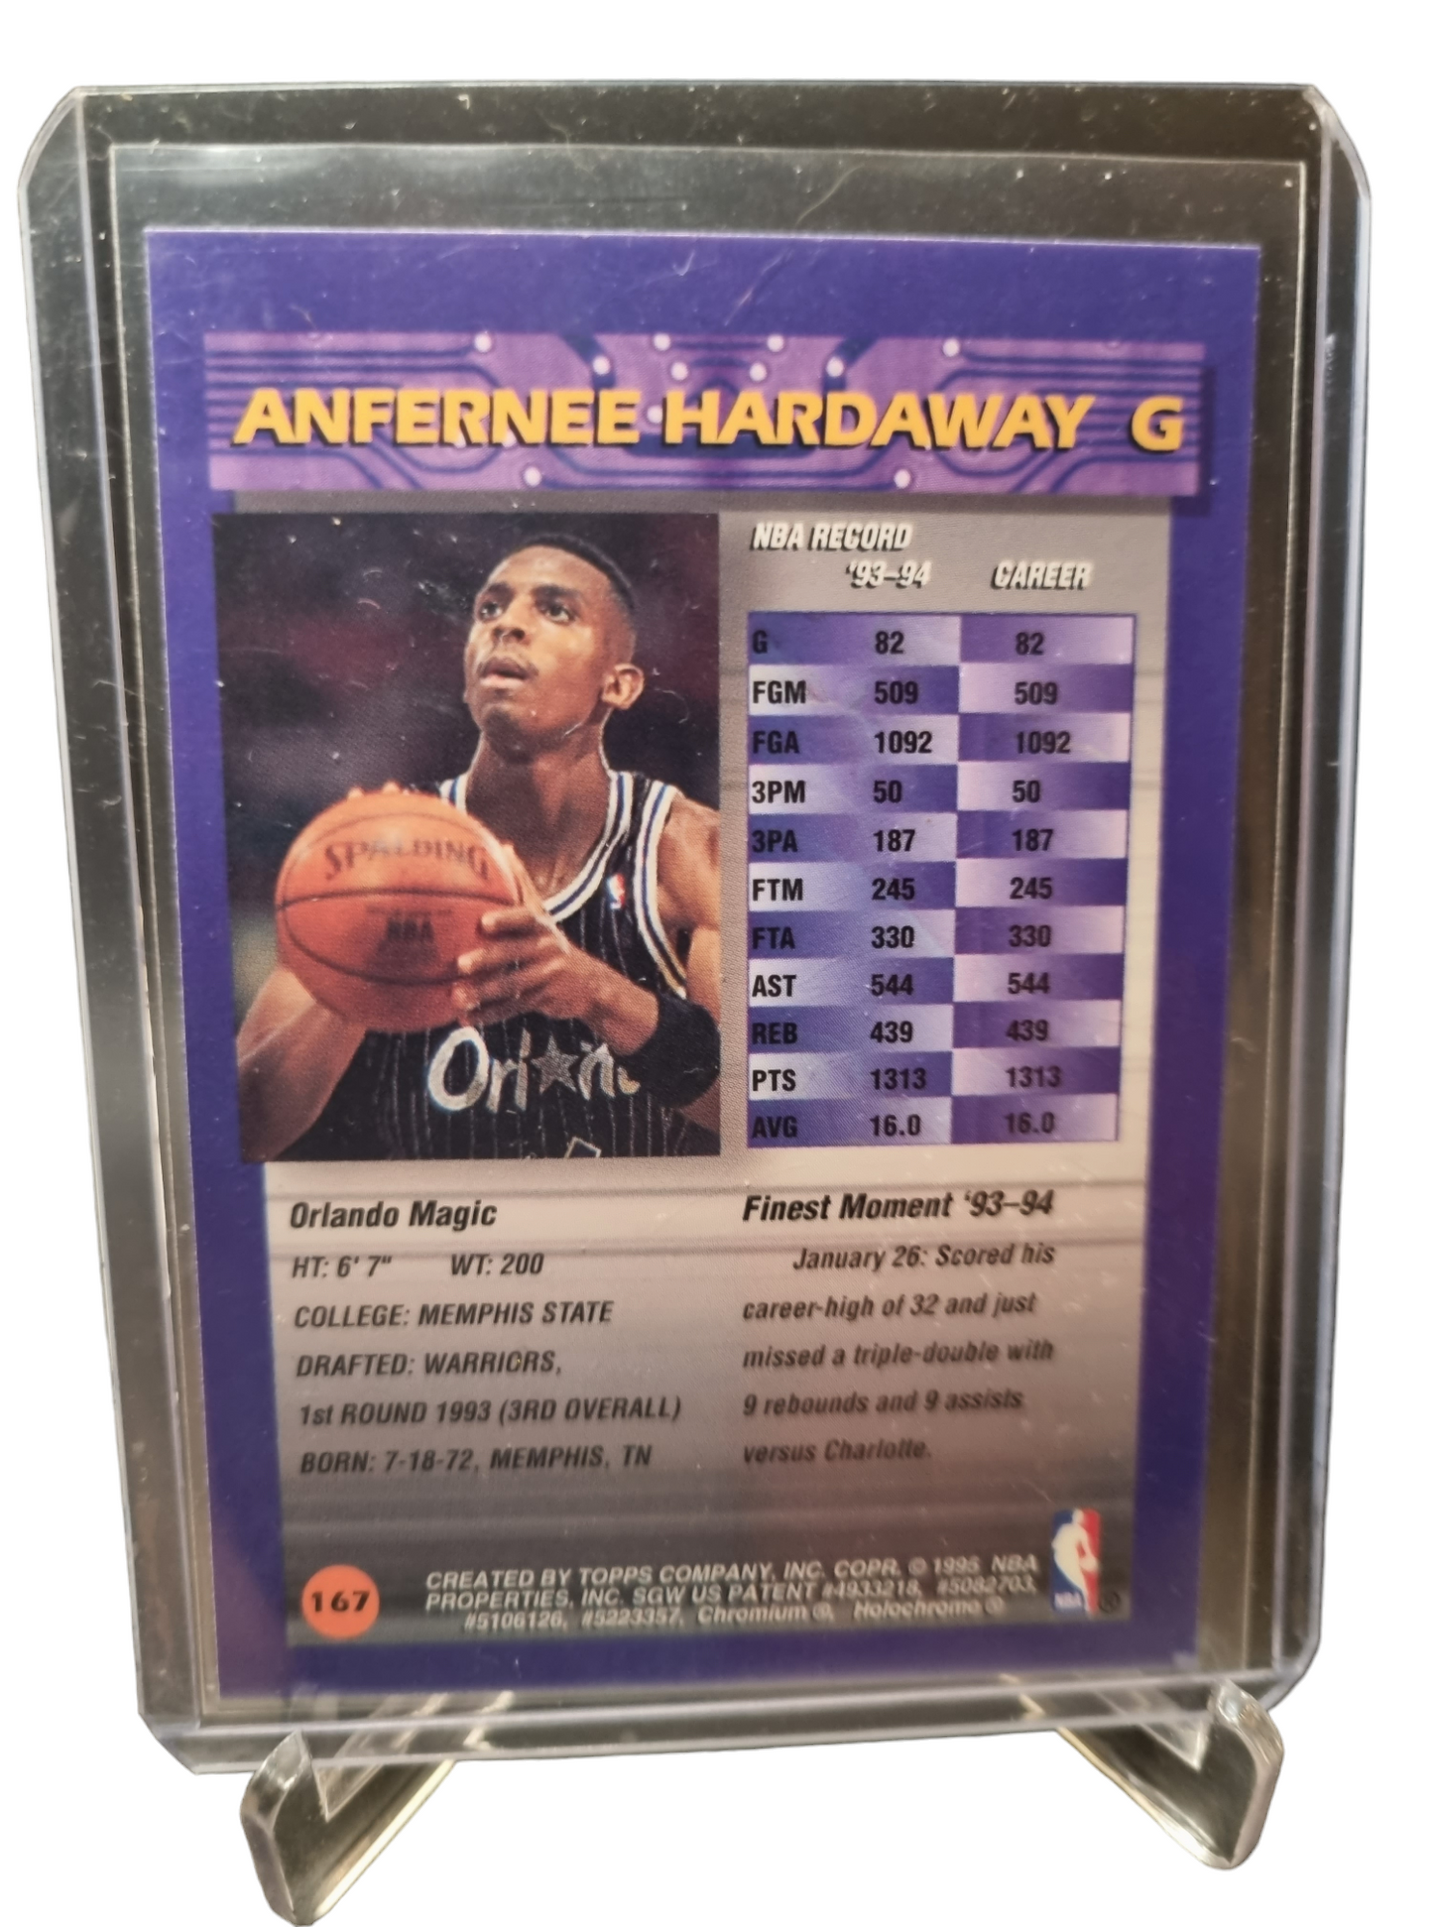 ANFERNEE HARDAWAY G
SPALDING
NBA
Orlan
NBA RECORD
'93-94 CAREER
G 82 82
FGM 509 509
FGA 1092 1092
3PM 50 50
3PA 187 187
FTM 245 245
FTA 330 330
AST 544 544
REB 439 439
PTS 1313 1313
AVG 16.0 16.0
Orlando Magic
HT: 6' 7" WT: 200
COLLEGE: MEMPHIS STATE
DRAFTED: WARRIORS,
1st ROUND 1993 (3RD OVERALL)
BORN: 7-18-72, MEMPHIS, TN
Finest Moment '93-94
January 26: Scored his
career-high of 32 and just
missed a triple-double with
9 rebounds and 9 assists
versus Charlotte.
167
CREATED BY TOPPS COMPANY, INC. COPR. © 1995 NBA
PROPERTIES, INC. SGW US PATENT #4933218, #5082703,
#5106126, #5223357, Chromium ®, Holochrome ®
NBA